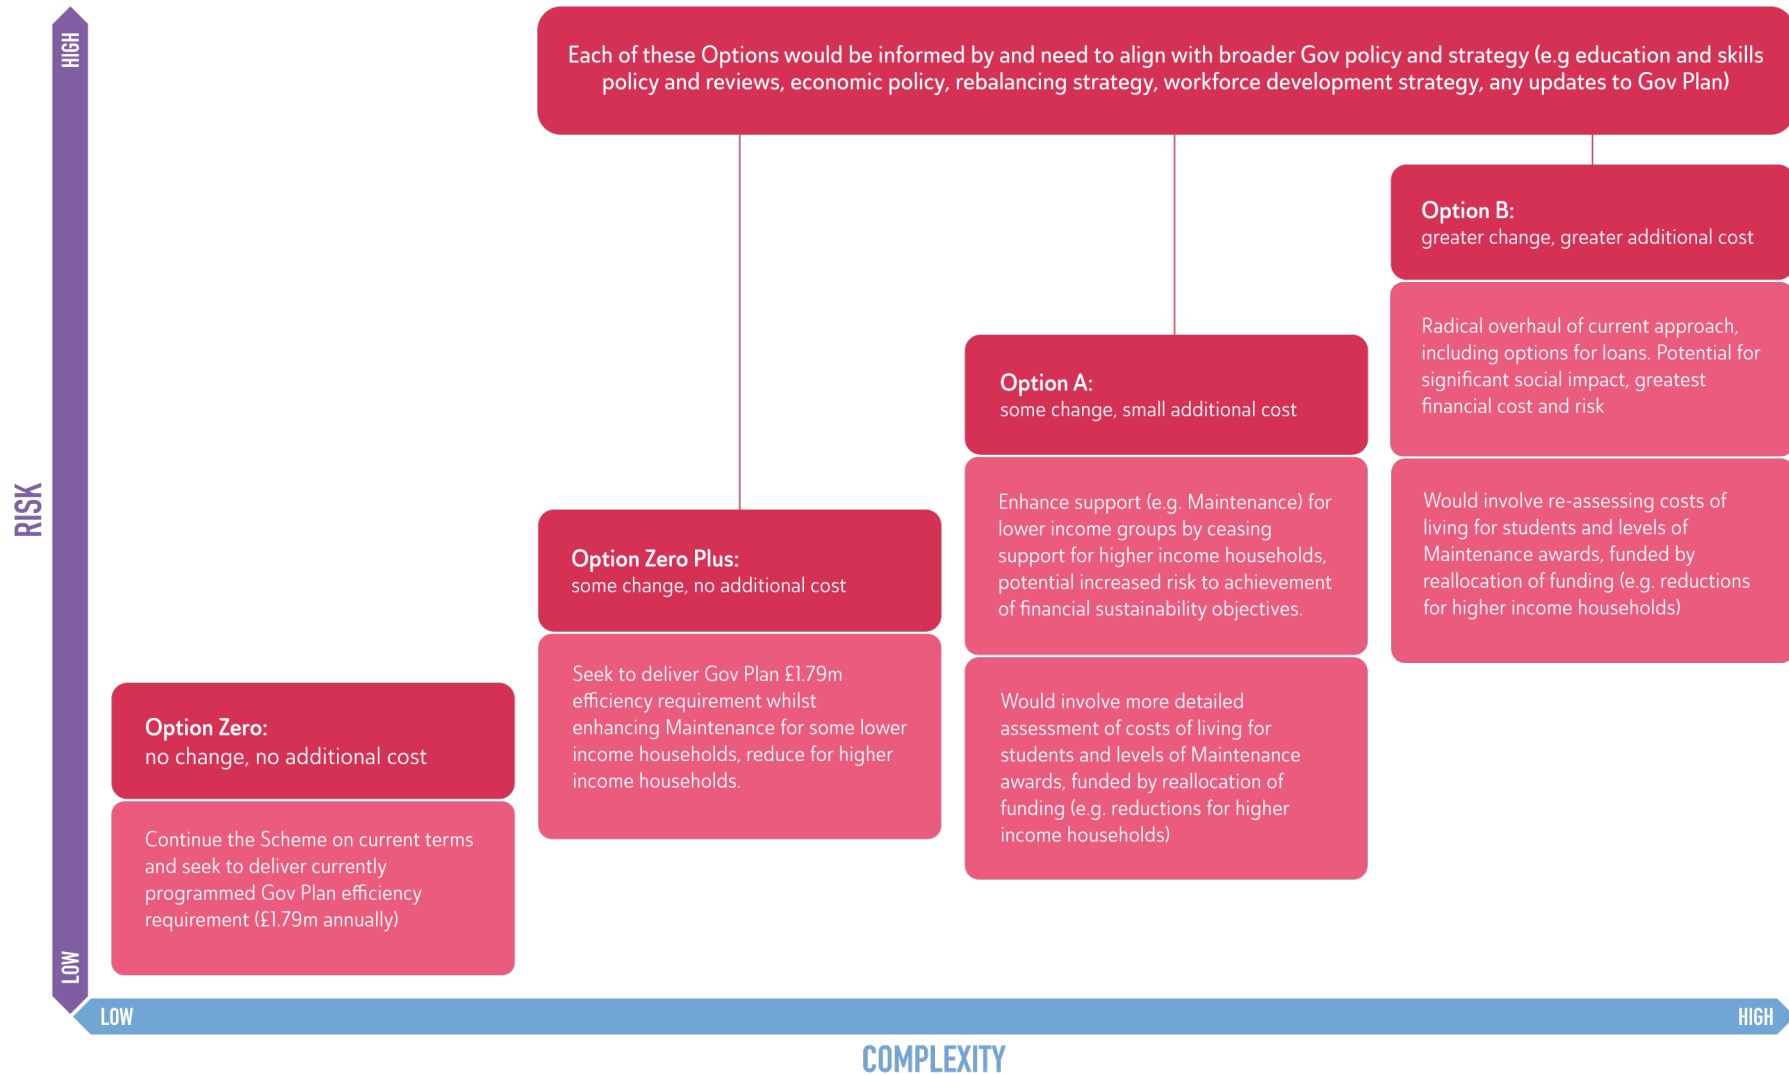 HIGH
Each of these Options would be informed by and need to align with broader Gov policy and strategy (e.g education and skills
policy and reviews, economic policy, rebalancing strategy, workforce development strategy, any updates to Gov Plan)
Option B:
greater change, greater additional cost
Radical overhaul of current approach,
including options for loans. Potential for
significant social impact, greatest
financial cost and risk
Would involve re-assessing costs of
living for students and levels of
Maintenance awards, funded by
reallocation of funding (e.g. reductions
for higher income households)
Option A:
some change, small additional cost
Enhance support (e.g. Maintenance) for
lower income groups by ceasing
support for higher income households,
potential increased risk to achievement
of financial sustainability objectives.
Would involve more detailed
assessment of costs of living for
students and levels of Maintenance
awards, funded by reallocation of
funding (e.g. reductions for higher
income households)
RISK
Option Zero Plus:
some change, no additional cost
Seek to deliver Gov Plan £1.79m
efficiency requirement whilst
enhancing Maintenance for some lower
income households, reduce for higher
income households.
Option Zero:
no change, no additional cost
Continue the Scheme on current terms
and seek to deliver currently
programmed Gov Plan efficiency
requirement (£1.79m annually)
LOW
LOW
HIGH
COMPLEXITY